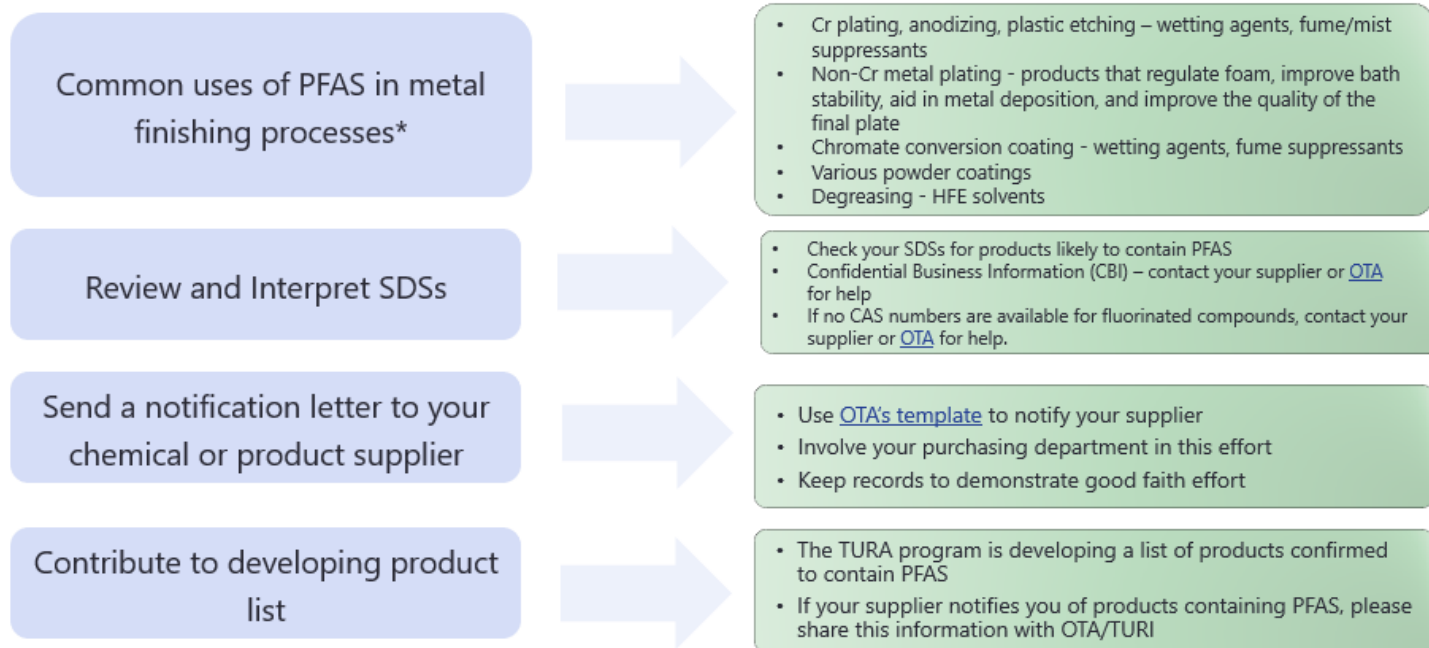 Common uses of PFAS in metal
finishing processes*
• Cr plating, anodizing, plastic etching – wetting agents, fume/mist
suppressants
• Non-Cr metal plating - products that regulate foam, improve bath
stability, aid in metal deposition, and improve the quality of the
final plate
• Chromate conversion coating - wetting agents, fume suppressants
• Various powder coatings
• Degreasing - HFE solvents
Review and Interpret SDSs
• Check your SDSs for products likely to contain PFAS
• Confidential Business Information (CBI) – contact your supplier or OTA
for help
• If no CAS numbers are available for fluorinated compounds, contact your
supplier or OTA for help.
Send a notification letter to your
chemical or product supplier
• Use OTA's template to notify your supplier
• Involve your purchasing department in this effort
• Keep records to demonstrate good faith effort
Contribute to developing product
list
• The TURA program is developing a list of products confirmed
to contain PFAS
• If your supplier notifies you of products containing PFAS, please
share this information with OTA/TURI